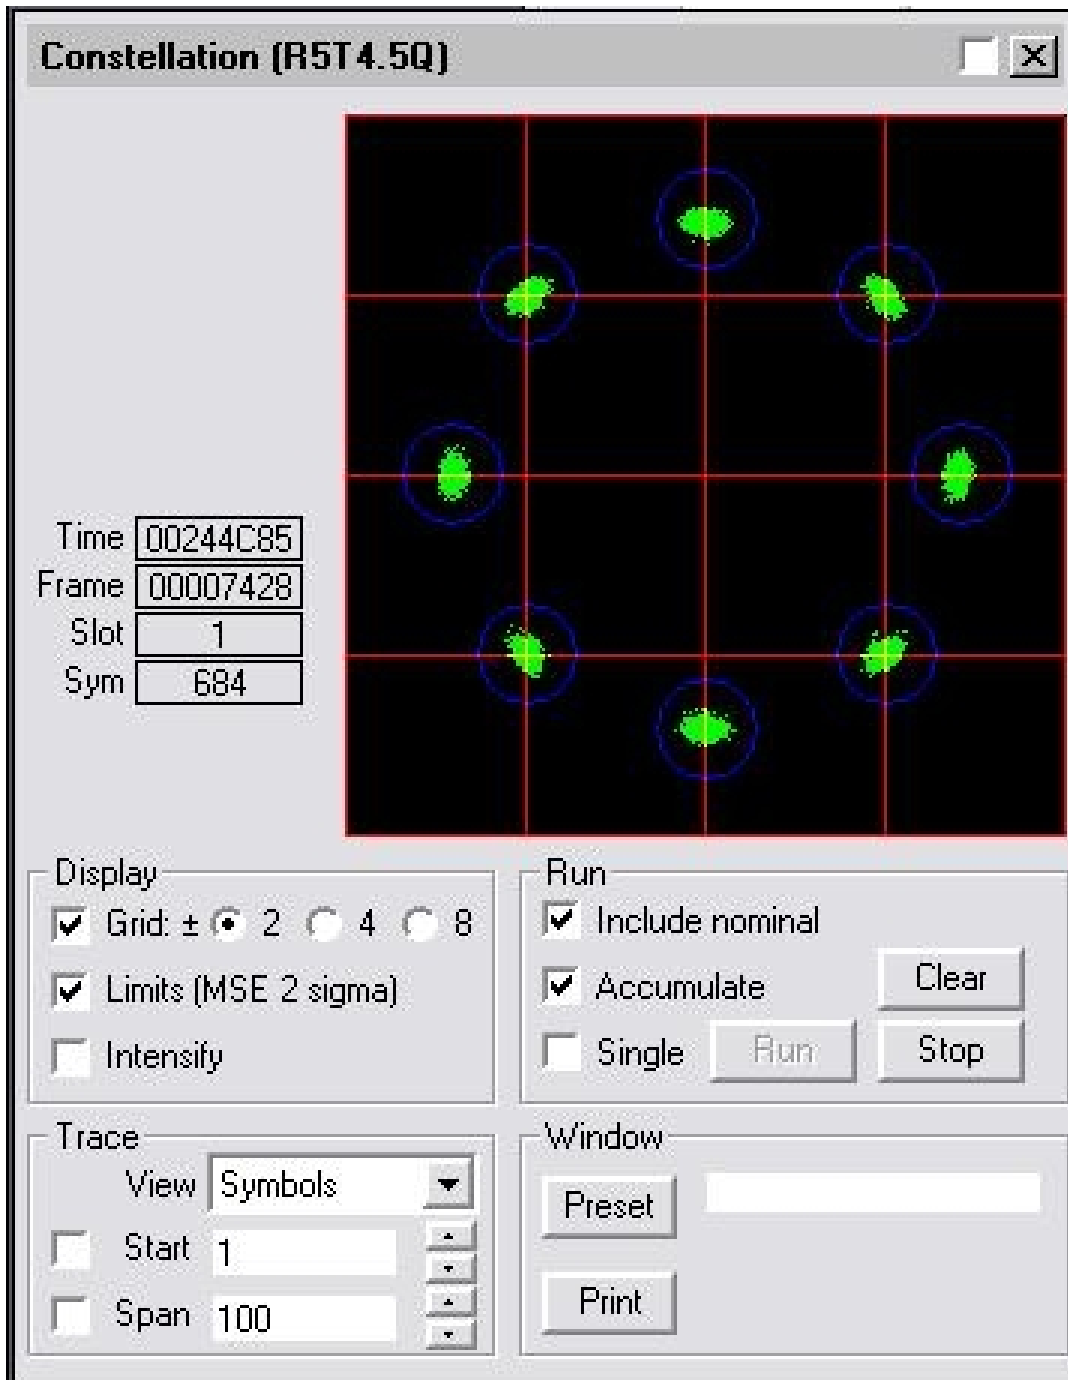 Constellation (R5T4.5Q)
Time 00244C85
Frame 00007428
Slot 1
Sym 684
Display
Grid: ± 2 4 8
Limits (MSE 2 sigma)
Intensify
Run
Include nominal
Accumulate
Clear
Single Run Stop
Trace
View Symbols
Start 1
Span 100
Window
Preset
Print